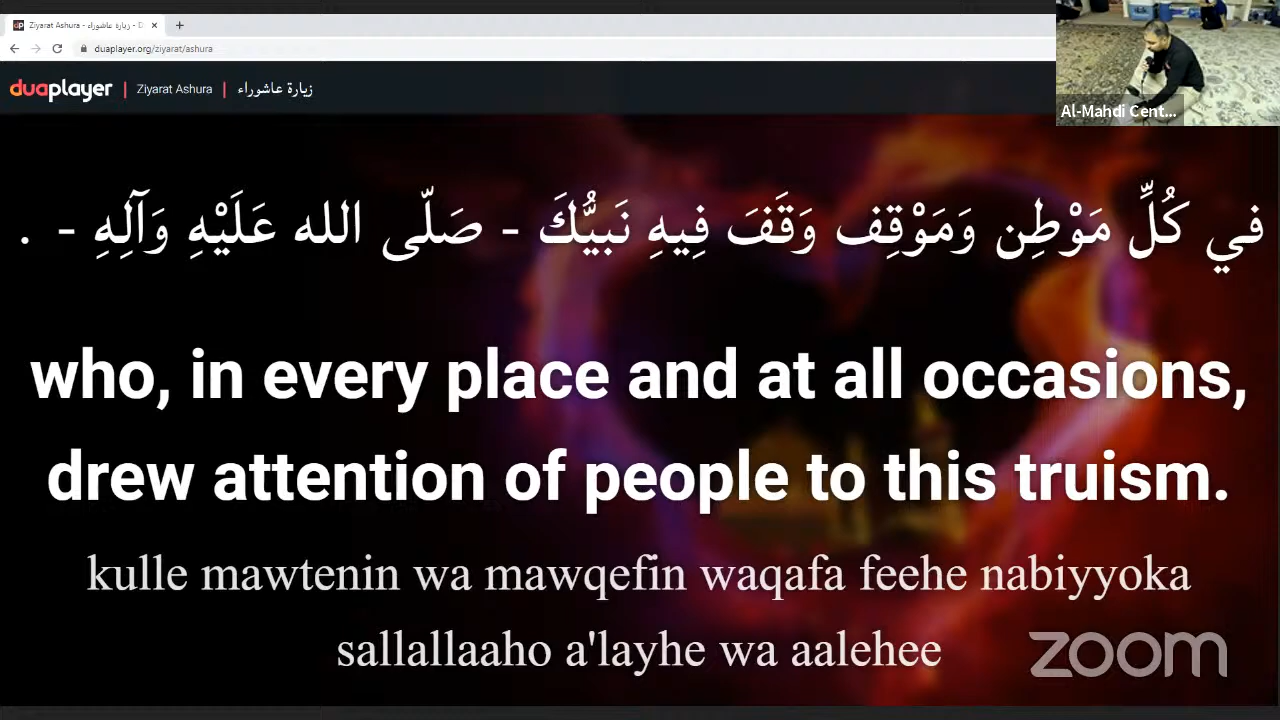 Ziyarat Ashura - زيارة عاشوراء - D
duaplayer.org/ziyarat/ashura
duaplayer | Ziyarat Ashura | زيارة عاشوراء
Al-Mahdi Cent...
في كُلِّ مَوْطِن وَمَوْقِف وَقَفَ فِيهِ نَبيُّكَ - صَلّى الله عَلَيْهِ وَآلِهِ - .
who, in every place and at all occasions,
drew attention of people to this truism.
kulle mawtenin wa mawqefin waqafa feehe nabiyyoka
sallallaaho a'layhe wa aalehee
zoom